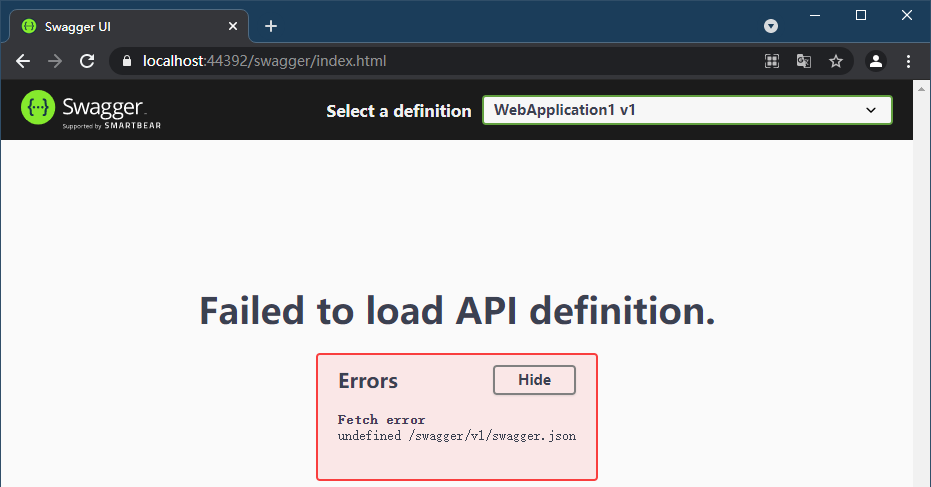 Swagger UI
localhost:44392/swagger/index.html
Swagger
Supported by SMARTBEAR
Select a definition
WebApplication1 v1
Failed to load API definition.
Errors
Hide
Fetch error
undefined /swagger/v1/swagger.json